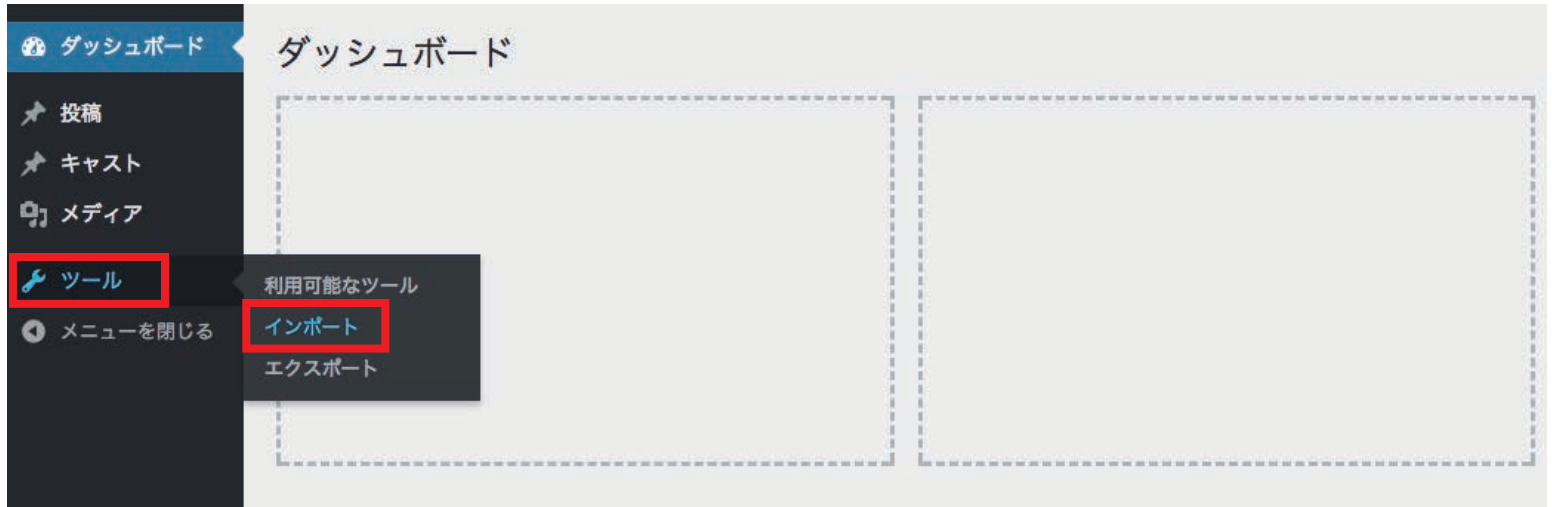 ダッシュボード
ダッシュボード
投稿
キャスト
メディア
ツール
利用可能なツール
インポート
エクスポート
メニューを閉じる